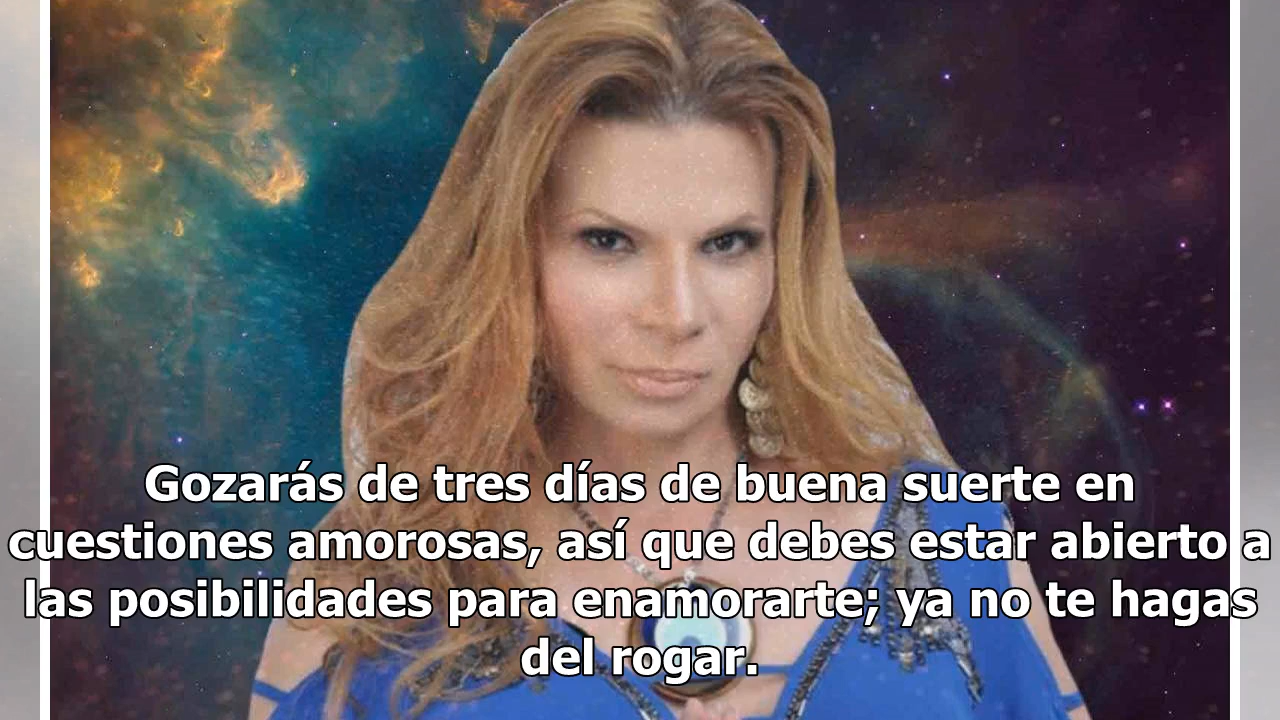 Gozarás de tres días de buena suerte en
cuestiones amorosas, así que debes estar abierto a
las posibilidades para enamorarte; ya no te hagas
del rogar.